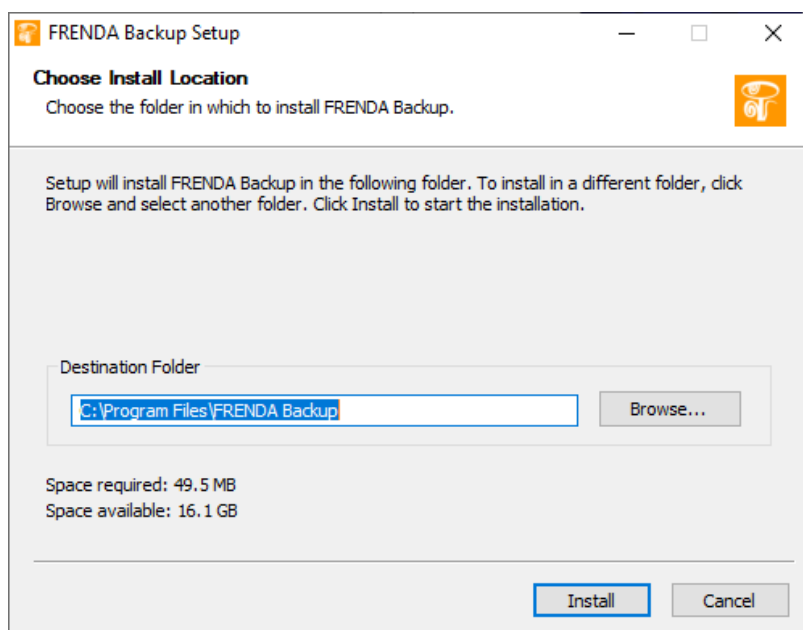 FRENDA Backup Setup
Choose Install Location
Choose the folder in which to install FRENDA Backup.
Setup will install FRENDA Backup in the following folder. To install in a different folder, click
Browse and select another folder. Click Install to start the installation.
Destination Folder
C:\Program Files\FRENDA Backup
Browse...
Space required: 49.5 MB
Space available: 16.1 GB
Install
Cancel